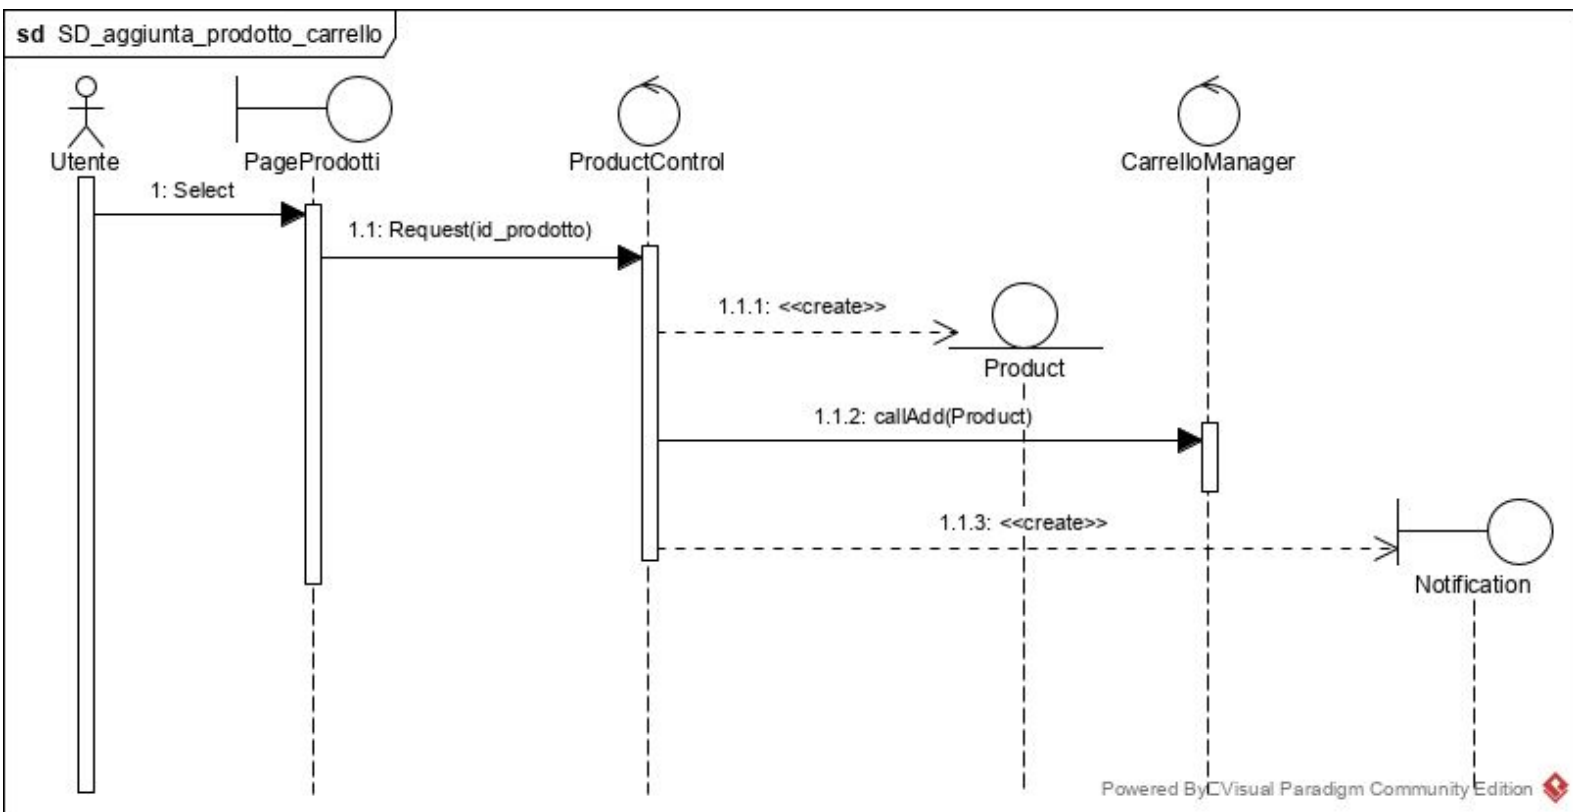 sd SD_aggiunta_prodotto_carrello
Utente
PageProdotti
ProductControl
CarrelloManager
1: Select
1.1: Request(id_prodotto)
1.1.1: <<create>>
Product
1.1.2: callAdd(Product)
1.1.3: <<create>>
Notification
Powered By Visual Paradigm Community Edition